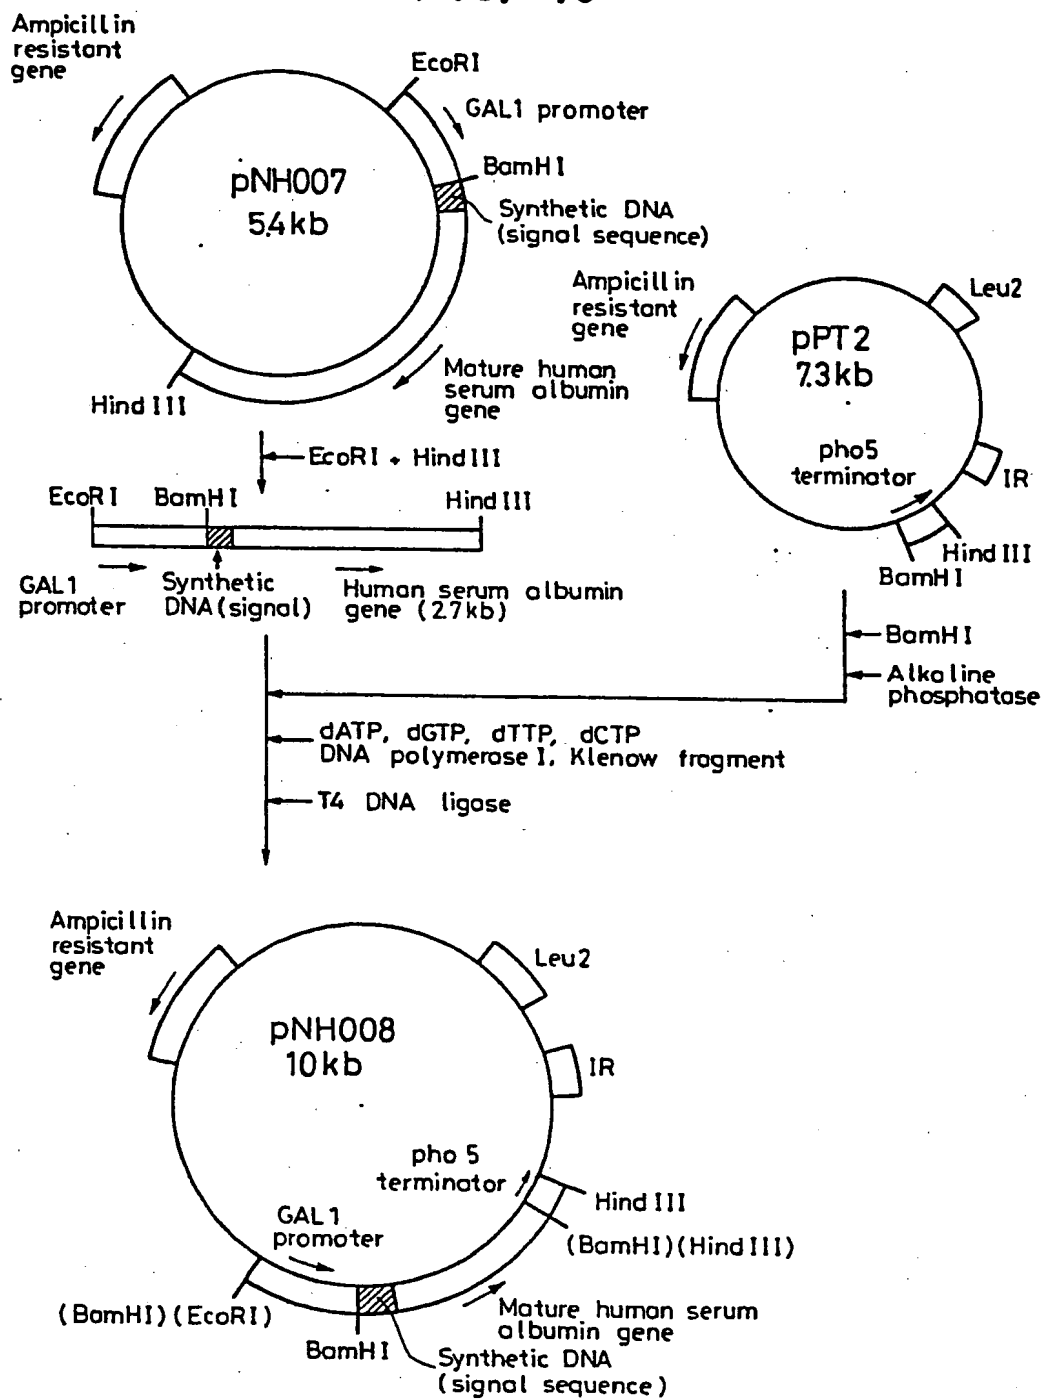 Ampicillin
resistant
gene
EcoRI
GAL1 promoter
BamHI
pNH007
5.4kb
Synthetic DNA
(signal sequence)
Mature human
serum albumin
gene
Hind III
Ampicillin
resistant
gene
Leu2
pPT2
7.3kb
pho5
terminator
IR
Hind III
BamHI
EcoRI + Hind III
EcoRI BamHI Hind III
GAL1
promoter
Synthetic
DNA(signal)
Human serum albumin
gene (2.7kb)
BamHI
Alkaline
phosphatase
dATP, dGTP, dTTP, dCTP
DNA polymerase I, Klenow fragment
T4 DNA ligase
Ampicillin
resistant
gene
Leu2
pNH008
10kb
IR
pho 5
terminator
Hind III
GAL1
promoter
(BamHI)(Hind III)
(BamHI)(EcoRI)
Mature human serum
albumin gene
BamHI
Synthetic DNA
(signal sequence)